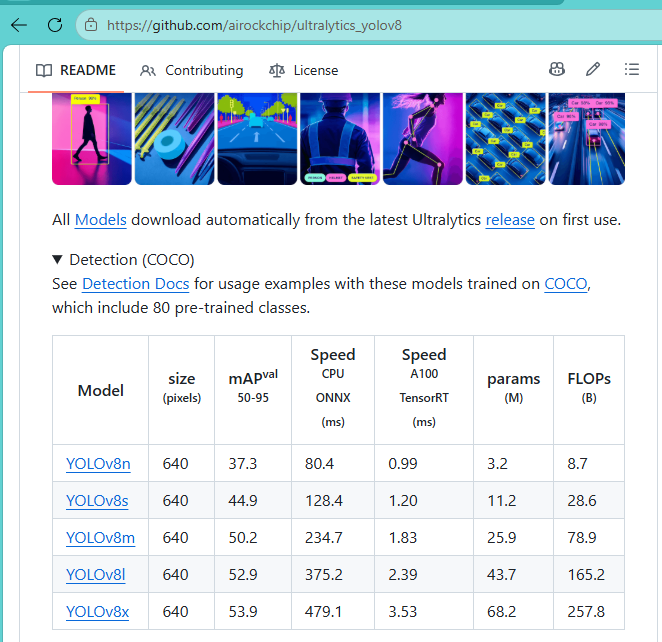 https://github.com/airockchip/ultralytics_yolov8
README Contributing License
All Models download automatically from the latest Ultralytics release on first use.
Detection (COCO)
See Detection Docs for usage examples with these models trained on COCO,
which include 80 pre-trained classes.
Model size (pixels) mAPval 50-95 Speed CPU ONNX (ms) Speed A100 TensorRT (ms) params (M) FLOPs (B)
YOLOv8n 640 37.3 80.4 0.99 3.2 8.7
YOLOv8s 640 44.9 128.4 1.20 11.2 28.6
YOLOv8m 640 50.2 234.7 1.83 25.9 78.9
YOLOv8l 640 52.9 375.2 2.39 43.7 165.2
YOLOv8x 640 53.9 479.1 3.53 68.2 257.8